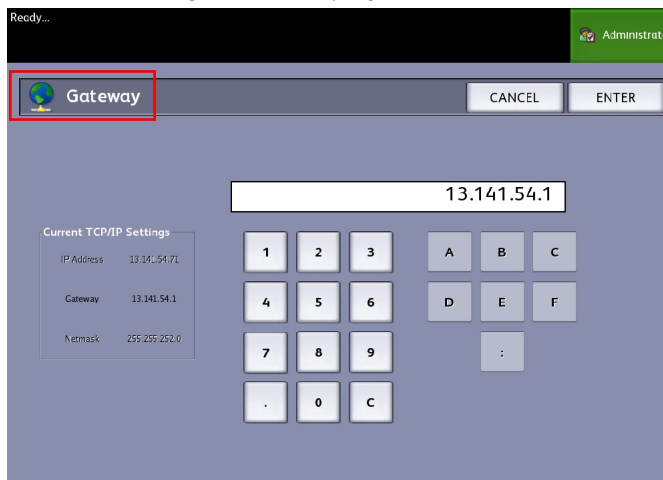 Ready...
Administrat
Gateway
CANCEL
ENTER
13.141.54.1
Current TCP/IP Settings
IP Address 13.141.54.71
Gateway 13.141.54.1
Netmask 255.255.252.0
1 2 3 A B C
4 5 6 D E F
7 8 9 :
. 0 C